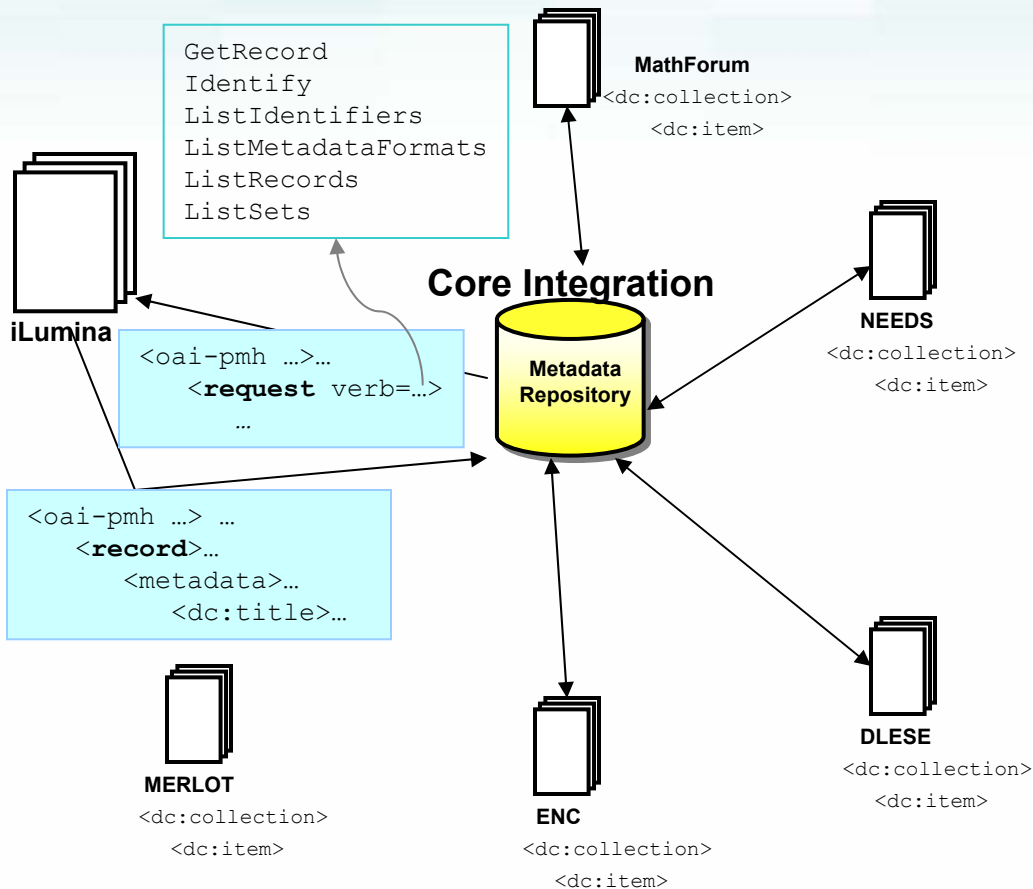 GetRecord
Identify
ListIdentifiers
ListMetadataFormats
ListRecords
ListSets
MathForum
<dc:collection>
<dc:item>
iLumina
Core Integration
Metadata
Repository
NEEDS
<dc:collection>
<dc:item>
<oai-pmh …>…
<request verb=…>
…
<oai-pmh …> …
<record>…
<metadata>…
<dc:title>…
MERLOT
<dc:collection>
<dc:item>
ENC
<dc:collection>
<dc:item>
DLESE
<dc:collection>
<dc:item>